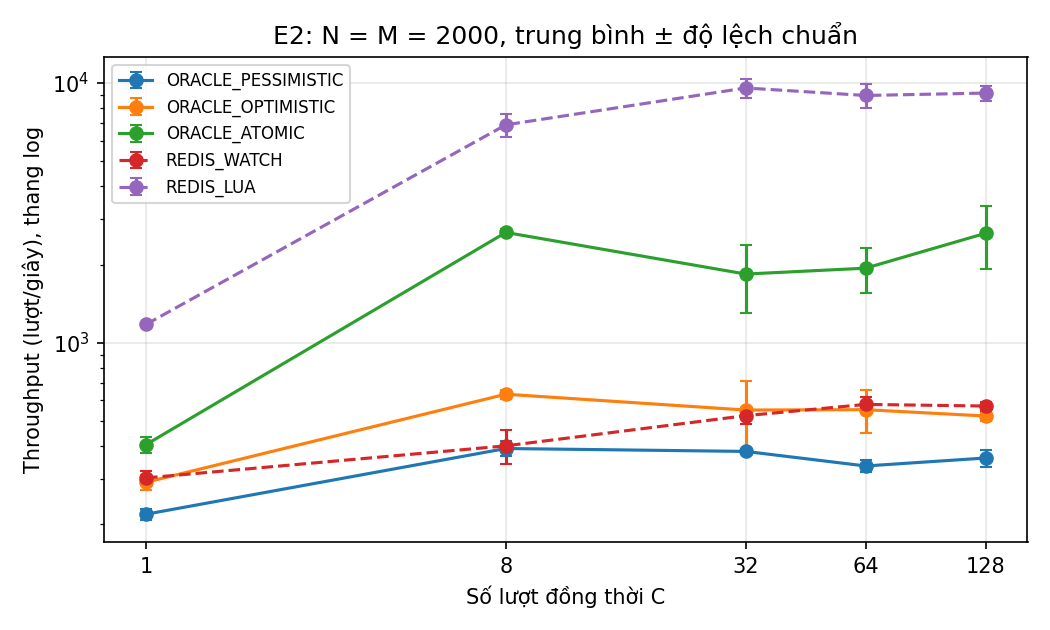 E2: N = M = 2000, trung bình ± độ lệch chuẩn
Throughput (lượt/giây), thang log
10⁴
10³
ORACLE_PESSIMISTIC
ORACLE_OPTIMISTIC
ORACLE_ATOMIC
REDIS_WATCH
REDIS_LUA
1 8 32 64 128
Số lượt đồng thời C